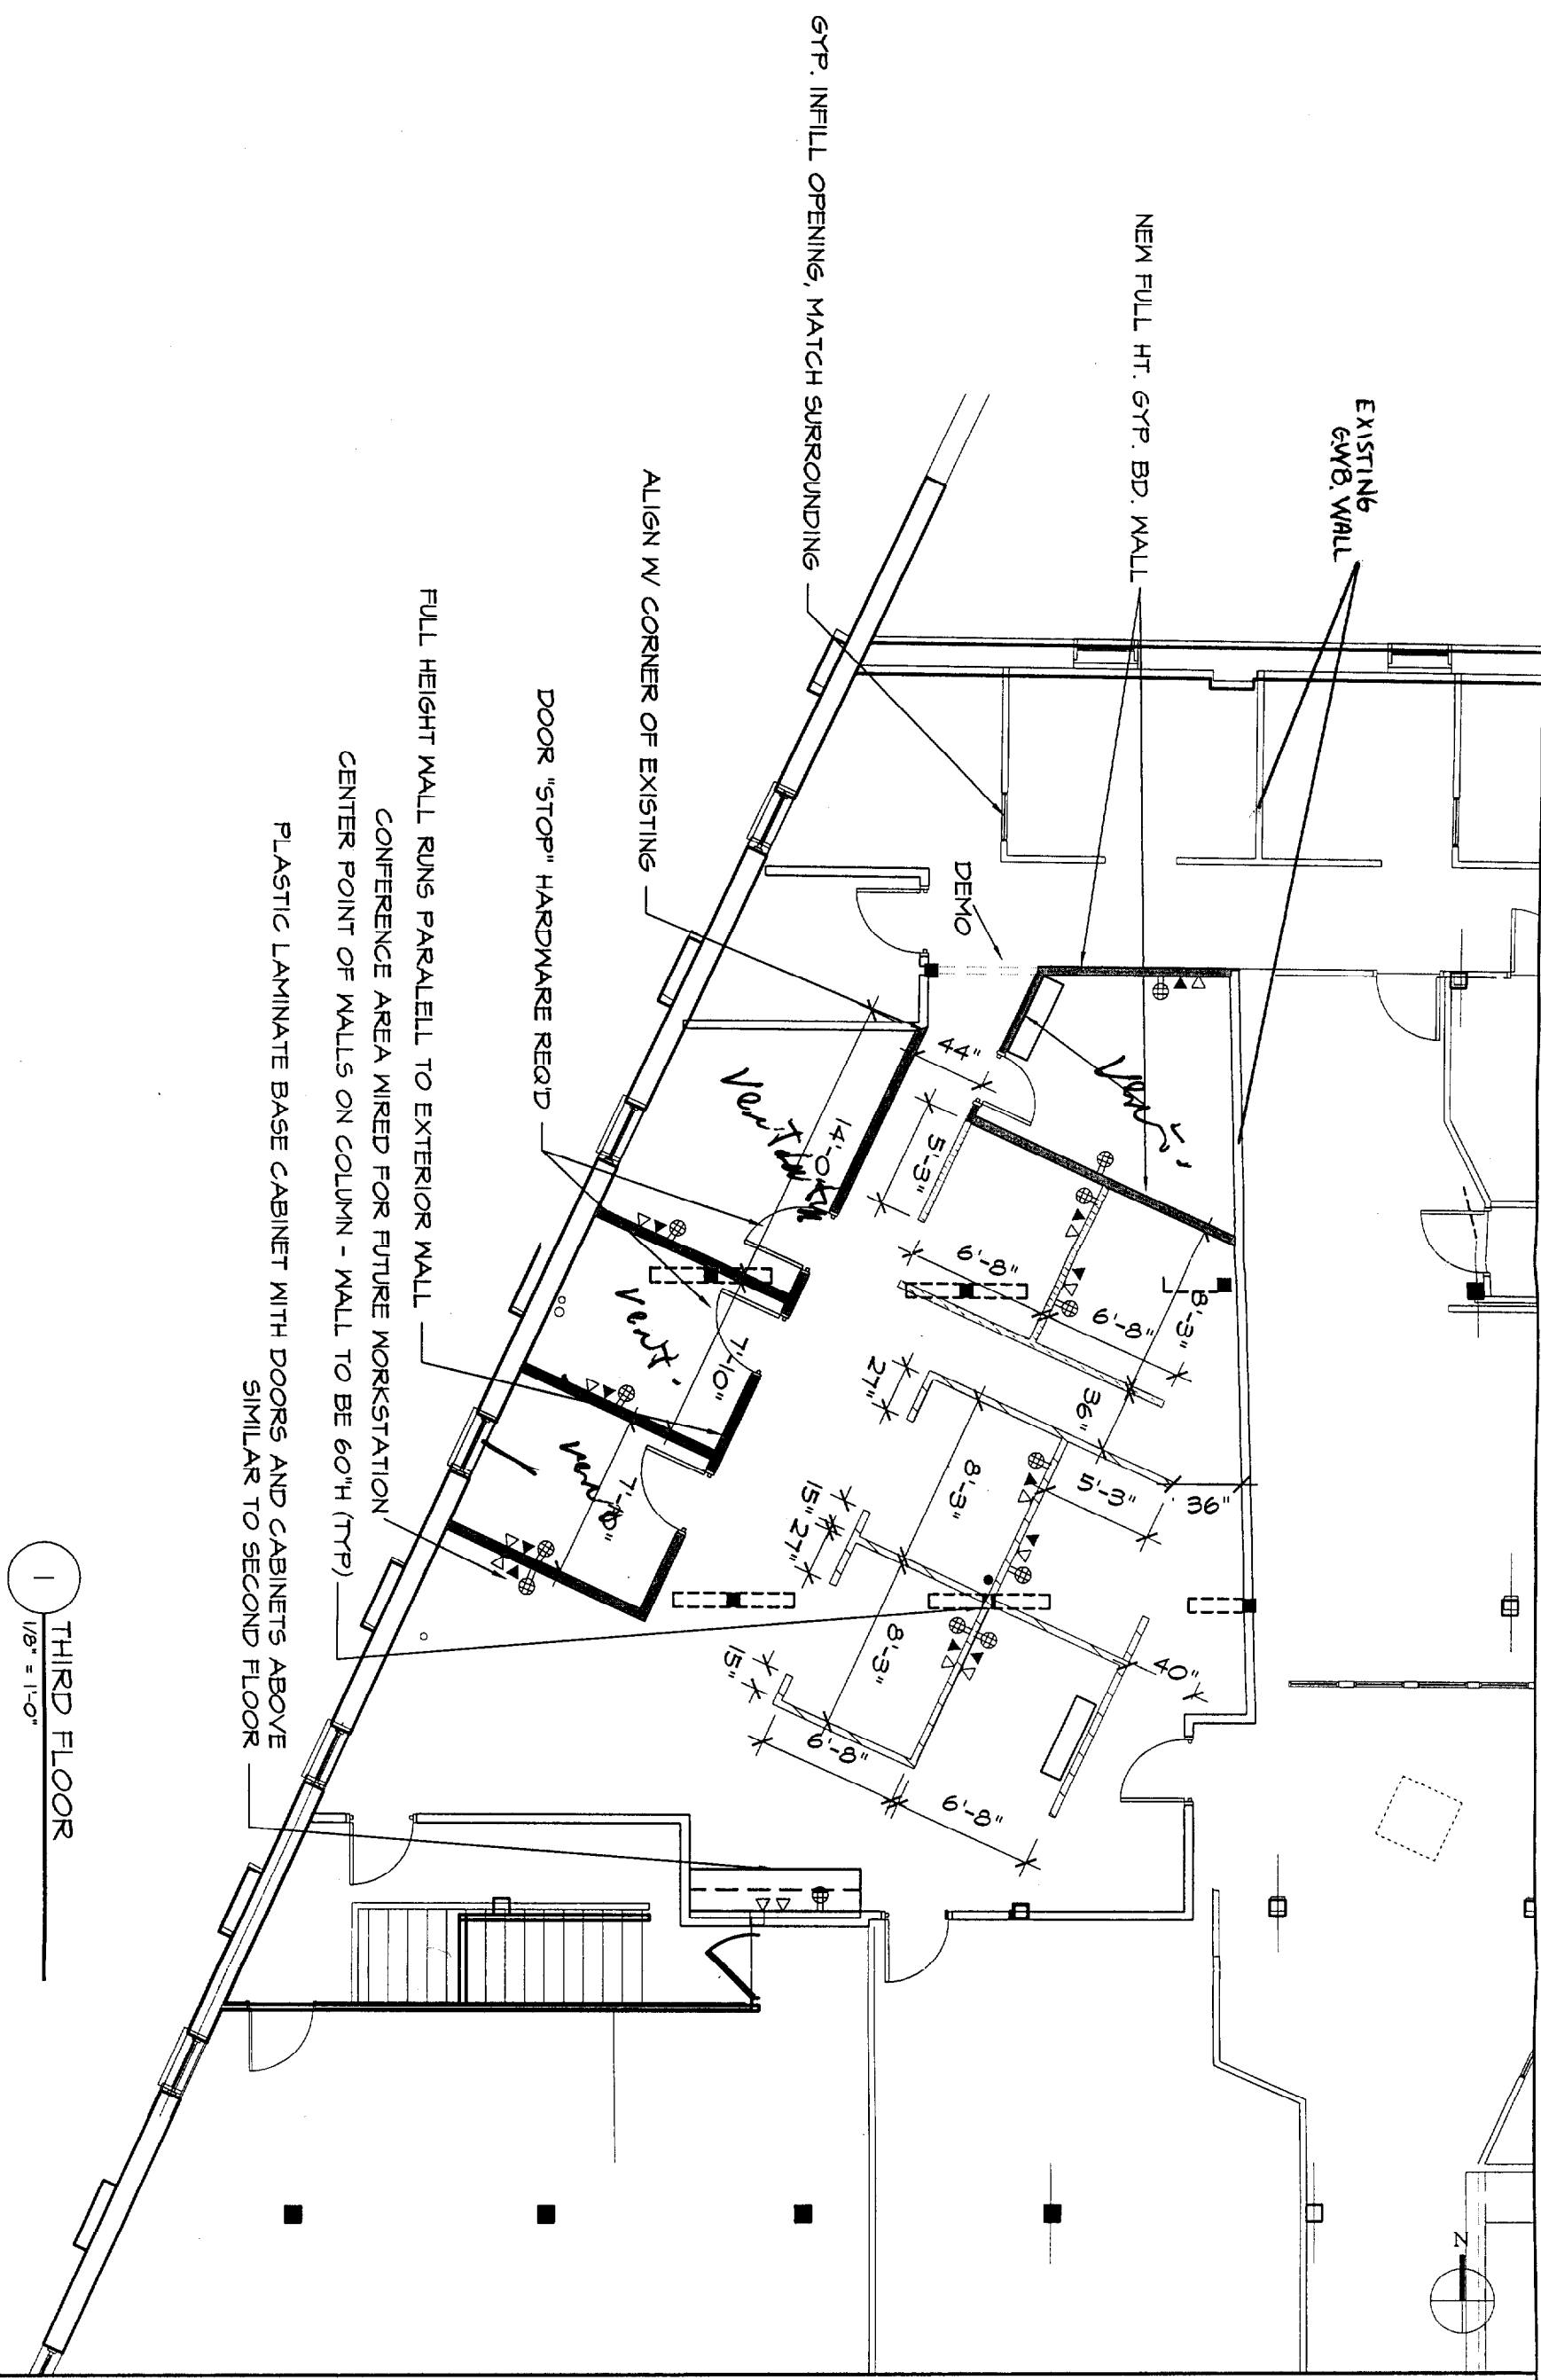 EXISTING
GWB. WALL
NEW FULL HT. GYP. BD. WALL
GYP. INFILL OPENING, MATCH SURROUNDING
DEMO
ALIGN W CORNER OF EXISTING
DOOR "STOP" HARDWARE REQ'D
FULL HEIGHT WALL RUNS PARALELL TO EXTERIOR WALL
CONFERENCE AREA WIRED FOR FUTURE WORKSTATION
CENTER POINT OF WALLS ON COLUMN - WALL TO BE 60"H (TYP)
PLASTIC LAMINATE BASE CABINET WITH DOORS AND CABINETS ABOVE
SIMILAR TO SECOND FLOOR
44"
5'-3"
14'-0"
6'-8"
6'-8"
8'-3"
27"
36"
7'-10"
vent.
7'-10"
8'-3"
5'-3"
36"
15"
27"
8'-3"
40"
15"
6'-8"
6'-8"
N
1
THIRD FLOOR
1/8" = 1'-0"